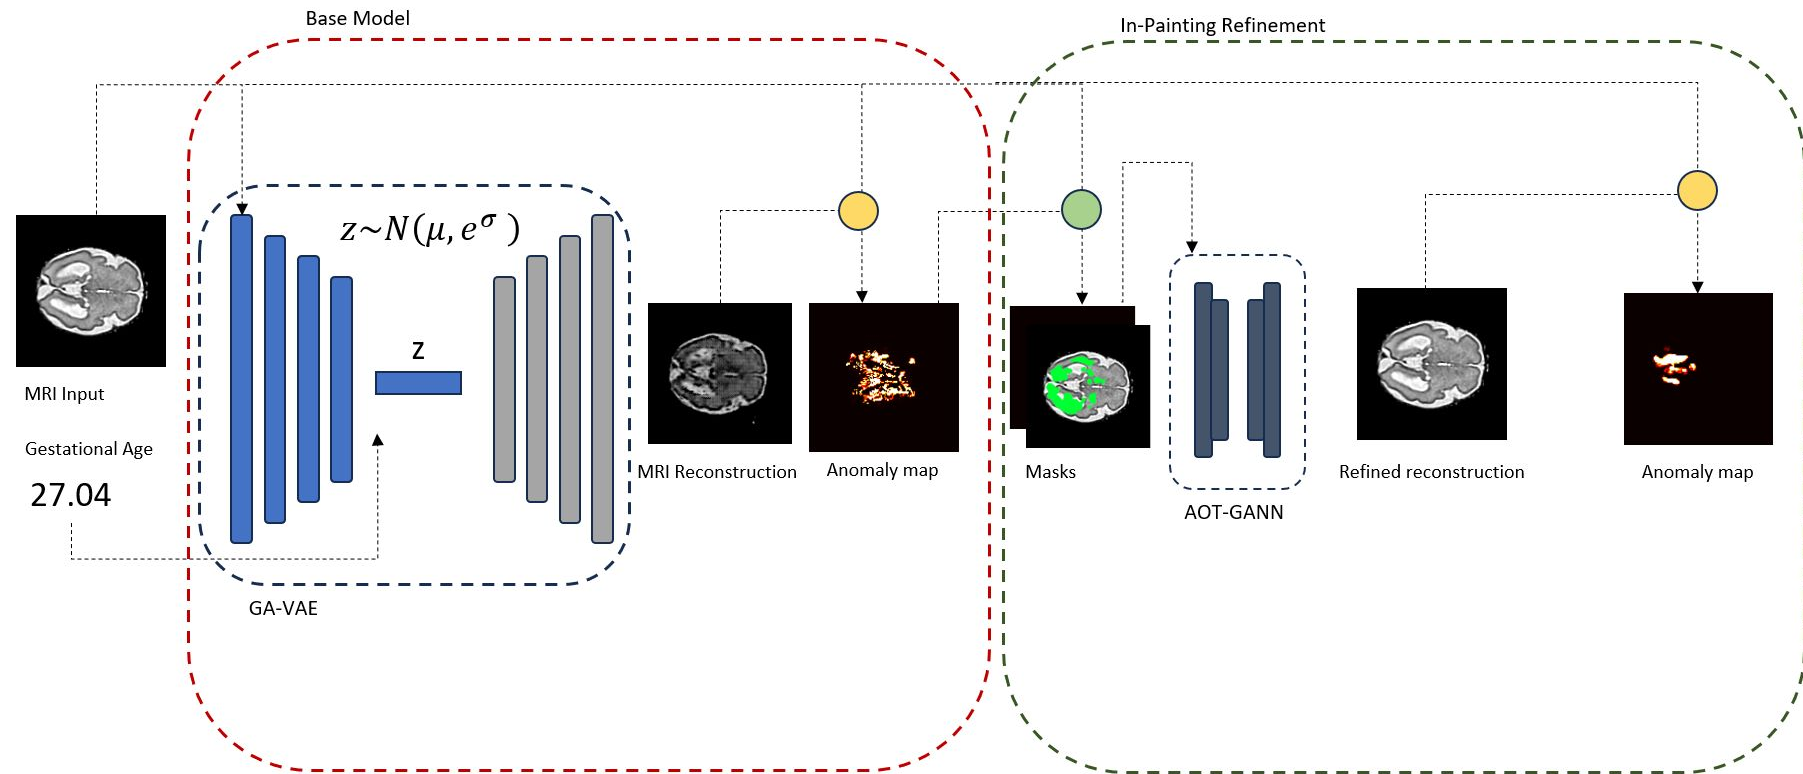 Base Model
In-Painting Refinement
z~N(μ, e^σ )
z
MRI Input
Gestational Age
27.04
MRI Reconstruction
Anomaly map
Masks
Refined reconstruction
Anomaly map
AOT-GANN
GA-VAE